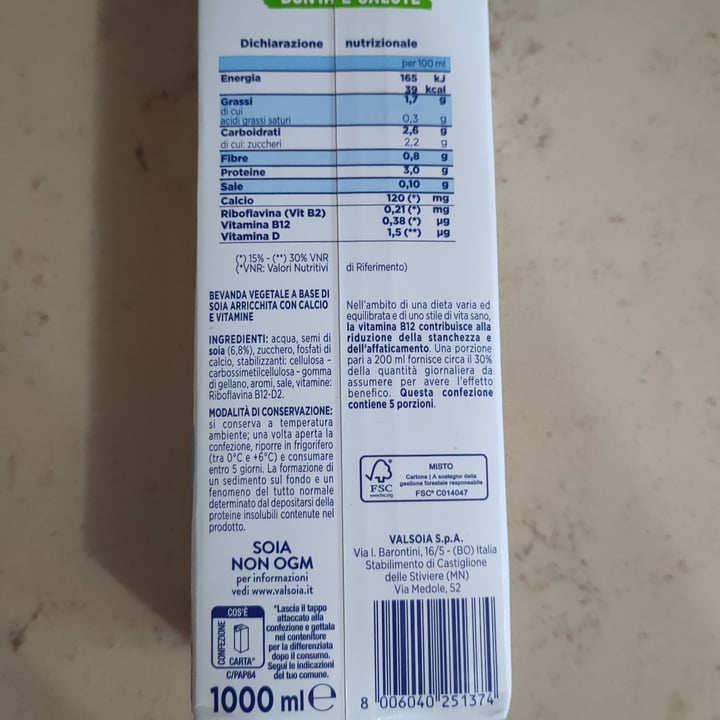 BONTÀ E SALUTE
Dichiarazione nutrizionale
per 100 ml
Energia 165 kJ
39 kcal
Grassi 1,7 g
di cui
acidi grassi saturi 0,3 g
Carboidrati 2,6 g
di cui: zuccheri 2,2 g
Fibre 0,8 g
Proteine 3,0 g
Sale 0,10 g
Calcio 120 (*) mg
Riboflavina (Vit B2) 0,21 (*) mg
Vitamina B12 0,38 (*) µg
Vitamina D 1,5 (**) µg
(*) 15% - (**) 30% VNR
(*VNR: Valori Nutritivi di Riferimento)
BEVANDA VEGETALE A BASE DI
SOIA ARRICCHITA CON CALCIO
E VITAMINE
INGREDIENTI: acqua, semi di
soia (6,8%), zucchero, fosfati di
calcio, stabilizzanti: cellulosa -
carbossimetilcellulosa - gomma
di gellano, aromi, sale, vitamine:
Riboflavina B12-D2.
MODALITÀ DI CONSERVAZIONE:
si conserva a temperatura
ambiente; una volta aperta la
confezione, riporre in frigorifero
(tra 0°C e +6°C) e consumare
entro 5 giorni. La formazione di
un sedimento sul fondo e un
fenomeno del tutto normale
determinato dal depositarsi della
proteine insolubili contenute nel
prodotto.
SOIA
NON OGM
per informazioni
vedi www.valsoia.it
COS'È
CONFEZIONE
CARTA"
C/PAP84
"Lascia il tappo
attaccato alla
confezione e gettala
nel contenitore
per la differenziata
dopo il consumo.
Segui le indicazioni
del tuo comune.
1000 ml e
Nell'ambito di una dieta varia ed
equilibrata e di uno stile di vita sano,
la vitamina B12 contribuisce alla
riduzione della stanchezza e
dell'affaticamento. Una porzione
pari a 200 ml fornisce circa il 30%
della quantità giornaliera da
assumere per avere l'effetto
benefico. Questa confezione
contiene 5 porzioni.
FSC
www.fsc.org
MISTO
Cartone | A sostegno della
gestione forestale responsabile
FSC® C014047
VALSOIA S.p.A.
Via I. Barontini, 16/5 - (BO) Italia
Stabilimento di Castiglione
delle Stiviere (MN)
Via Medole, 52
8 006040 251374